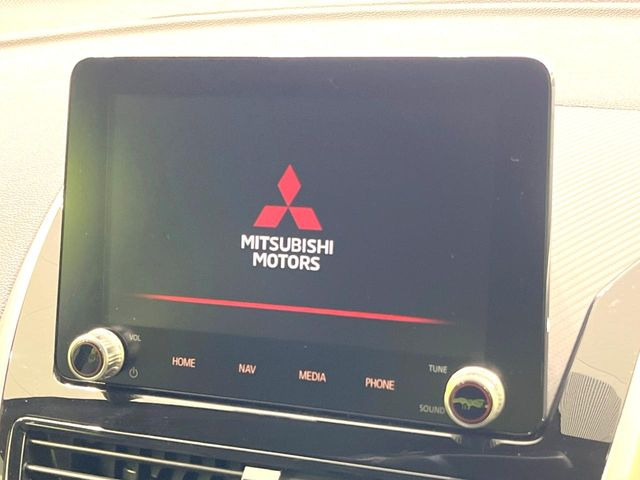 MITSUBISHI
MOTORS
VOL
HOME
NAV
MEDIA
PHONE
TUNE
SOUND